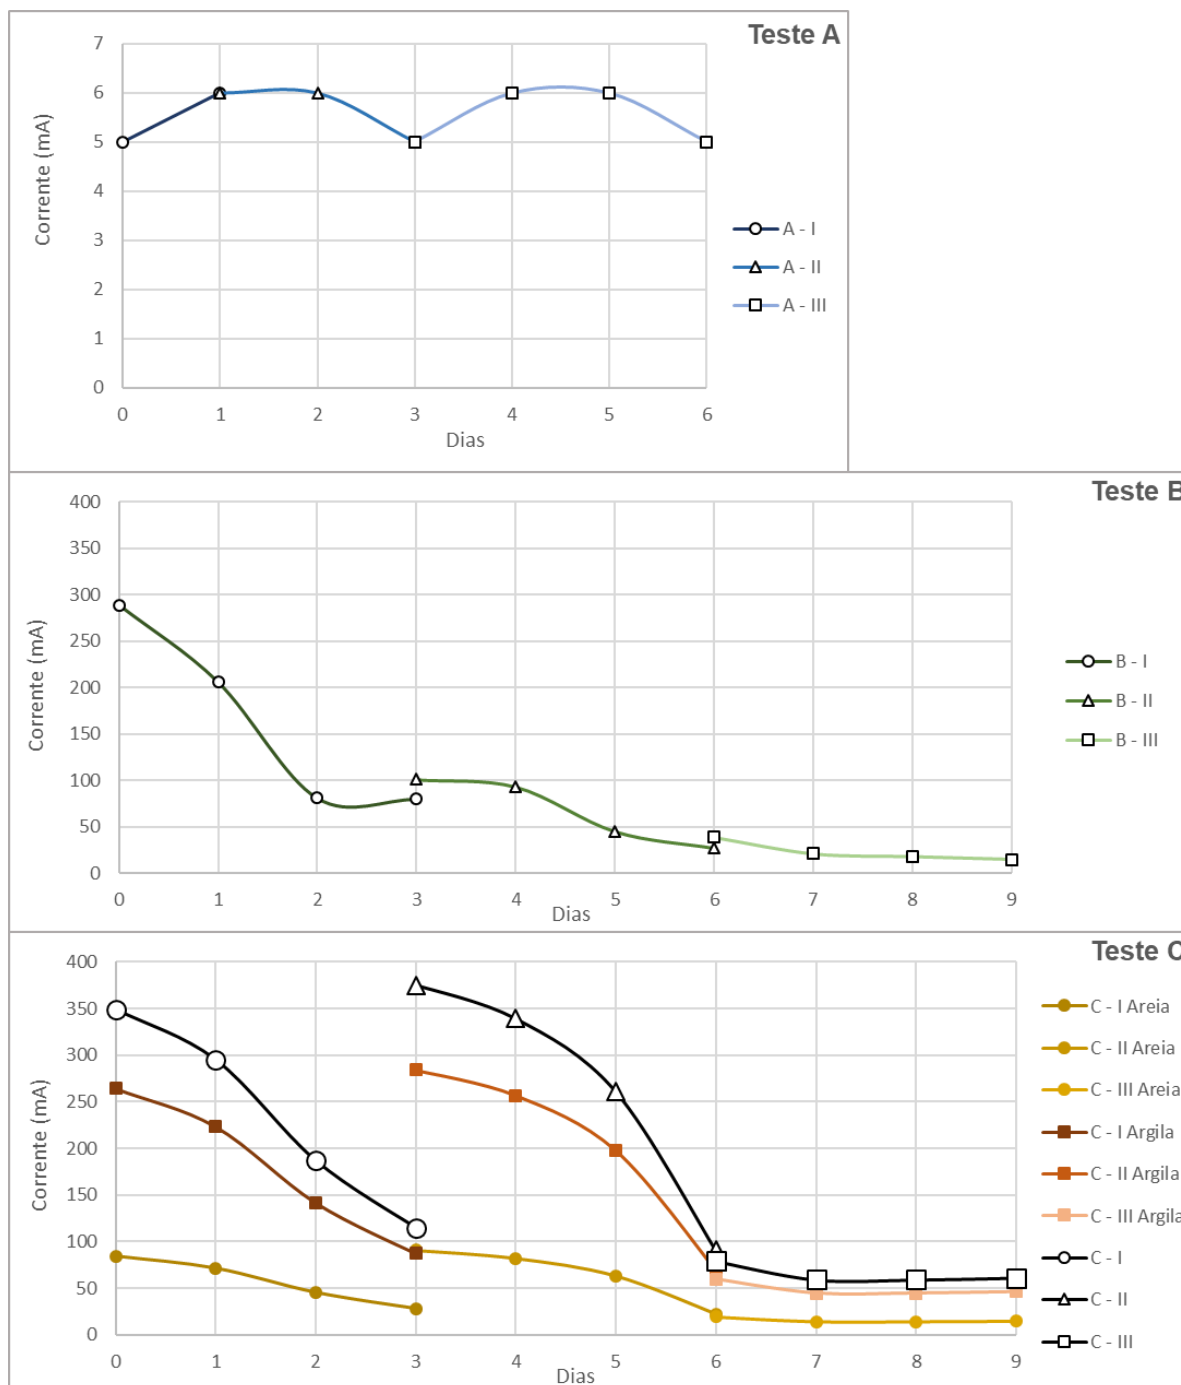 Teste A
7
6
5
4
3
2
1
0
Corrente (mA)
0 1 2 3 4 5 6
Dias
A - I
A - II
A - III
Teste B
400
350
300
250
200
150
100
50
0
Corrente (mA)
0 1 2 3 4 5 6 7 8 9
Dias
B - I
B - II
B - III
Teste C
400
350
300
250
200
150
100
50
0
Corrente (mA)
0 1 2 3 4 5 6 7 8 9
Dias
C - I Areia
C - II Areia
C - III Areia
C - I Argila
C - II Argila
C - III Argila
C - I
C - II
C - III